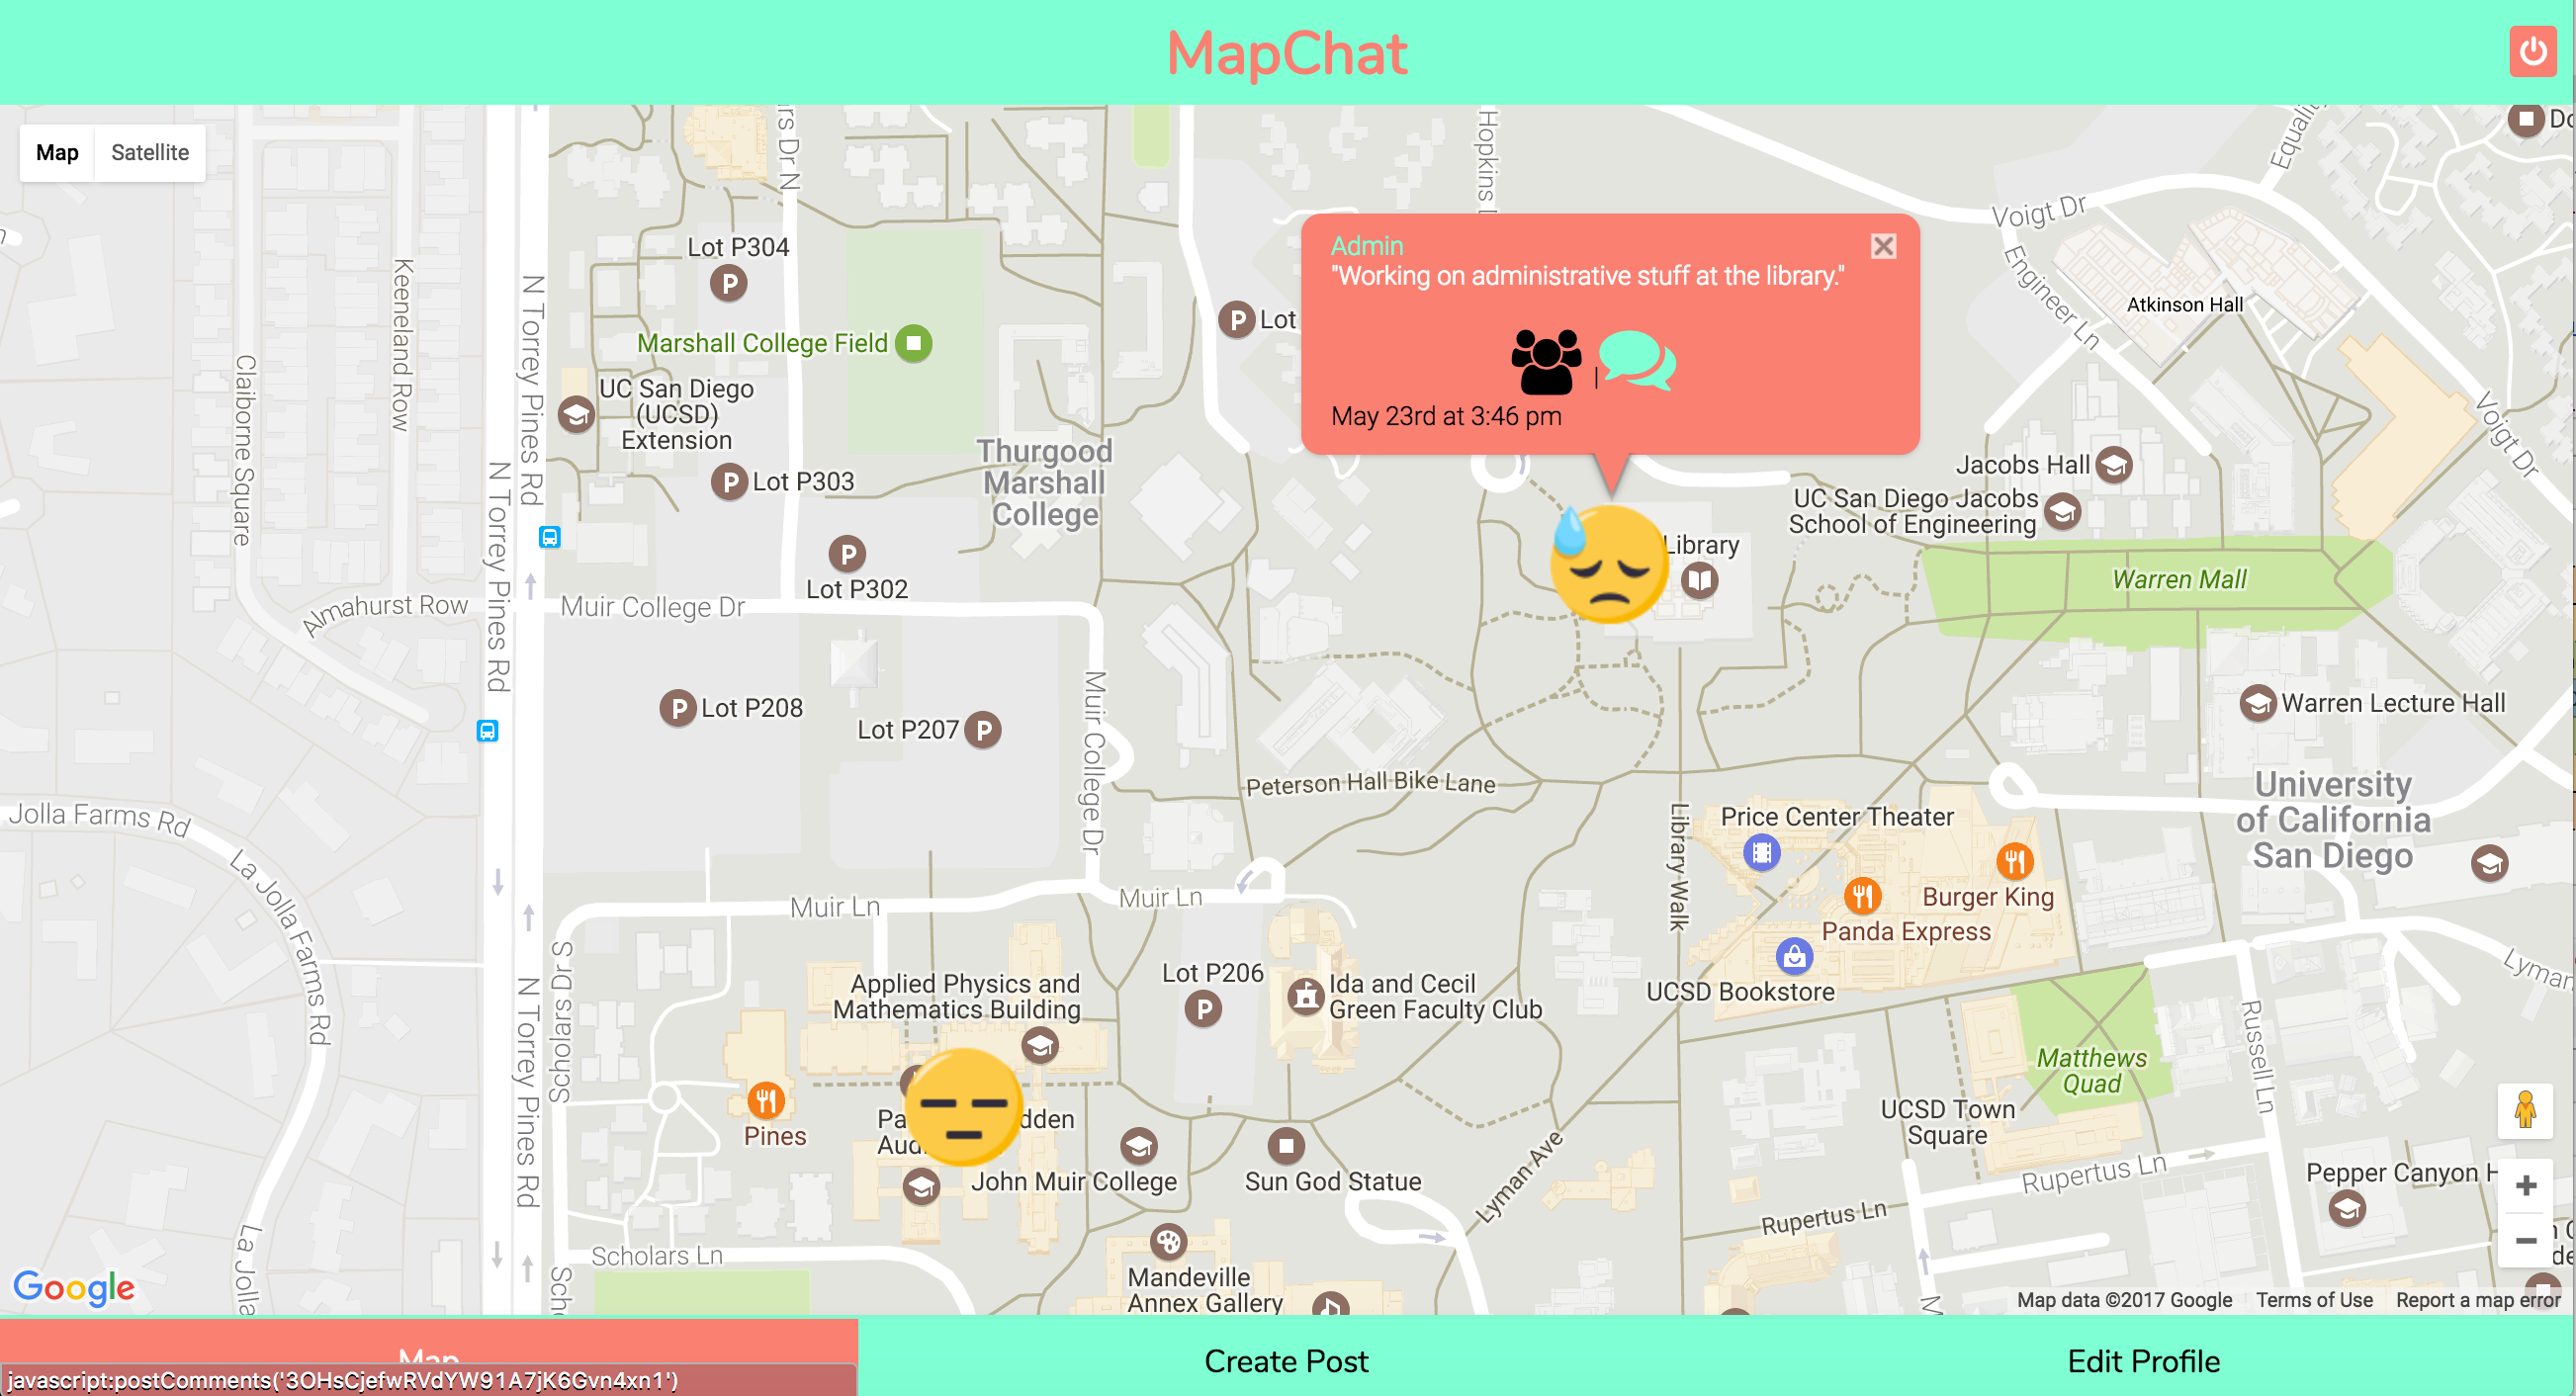 MapChat
Map
Satellite
Hopkins
Voigt Dr
Engineer Ln
Atkinson Hall
Voigt Dr
Admin
"Working on administrative stuff at the library."
|
May 23rd at 3:46 pm
Lot P304
P
Marshall College Field
UC San Diego
(UCSD)
Extension
P
Lot
Lot P303
P
Thurgood
Marshall
College
Claiborne Square
Keeneland Row
N Torrey Pines Rd
N Torrey Pines Rd
Jacobs Hall
UC San Diego Jacobs
School of Engineering
Library
P
Lot P302
Warren Mall
Almahurst Row
Muir College Dr
P
Lot P208
Lot P207
P
Muir College Dr
Warren Lecture Hall
Peterson Hall Bike Lane
University
of California
San Diego
Jolla Farms Rd
La Jolla Farms Rd
Library Walk
Price Center Theater
Burger King
Panda Express
UCSD Bookstore
Muir Ln
Muir Ln
Scholars Dr S
N Torrey Pines Rd
Applied Physics and
Mathematics Building
Lot P206
P
Ida and Cecil
Green Faculty Club
Lyman
Russell Ln
Matthews
Quad
UCSD Town
Square
Pines
John Muir College
Sun God Statue
Lyman Ave
Rupertus Ln
Rupertus Ln
Pepper Canyon H
La Jolla
Scholars Ln
Mandeville
Annex Gallery
Google
Map data ©2017 Google
Terms of Use
Report a map error
Map
Create Post
Edit Profile
javascript:postComments('3OHsCjefwRVdYW91A7jK6Gvn4xn1')